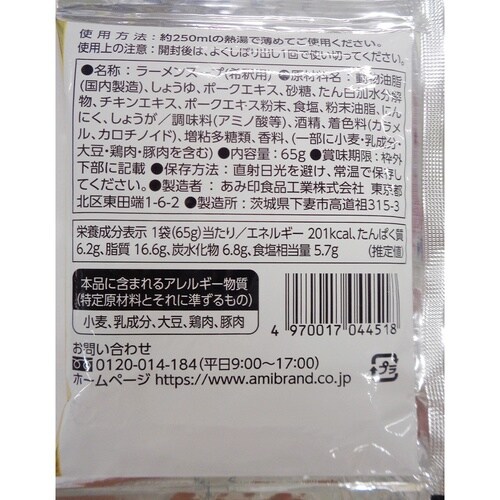 使用方法：約250mlの熱湯で薄めてご使用ください。
使用上の注意：開封後は、よくしぼり出し1回で使い切ってください。
●名称：ラーメンスープ(希釈用) ●原材料名：動物油脂
(国内製造)、しょうゆ、ポークエキス、砂糖、たん白加水分解
物、チキンエキス、ポークエキス粉末、食塩、粉末油脂、にん
にく、しょうが／調味料(アミノ酸等)、酒精、着色料(カラメ
ル、カロチノイド)、増粘多糖類、香料、(一部に小麦・乳成分・
大豆・鶏肉・豚肉を含む) ●内容量：65g ●賞味期限：枠外
下部に記載 ●保存方法：直射日光を避け、常温で保存し
てください。 ●製造者：あみ印食品工業株式会社 東京都
北区東田端1-6-2 ●製造所：茨城県下妻市高道祖315-3
栄養成分表示 1袋(65g)当たり／エネルギー 201kcal、たんぱく質
6.2g、脂質 16.6g、炭水化物 6.8g、食塩相当量 5.7g (推定値)
本品に含まれるアレルギー物質
(特定原材料とそれに準ずるもの)
小麦、乳成分、大豆、鶏肉、豚肉
4 970017 044518
お問い合わせ
0120-014-184(平日9:00～17:00)
ホームページ https://www.amibrand.co.jp
プラ